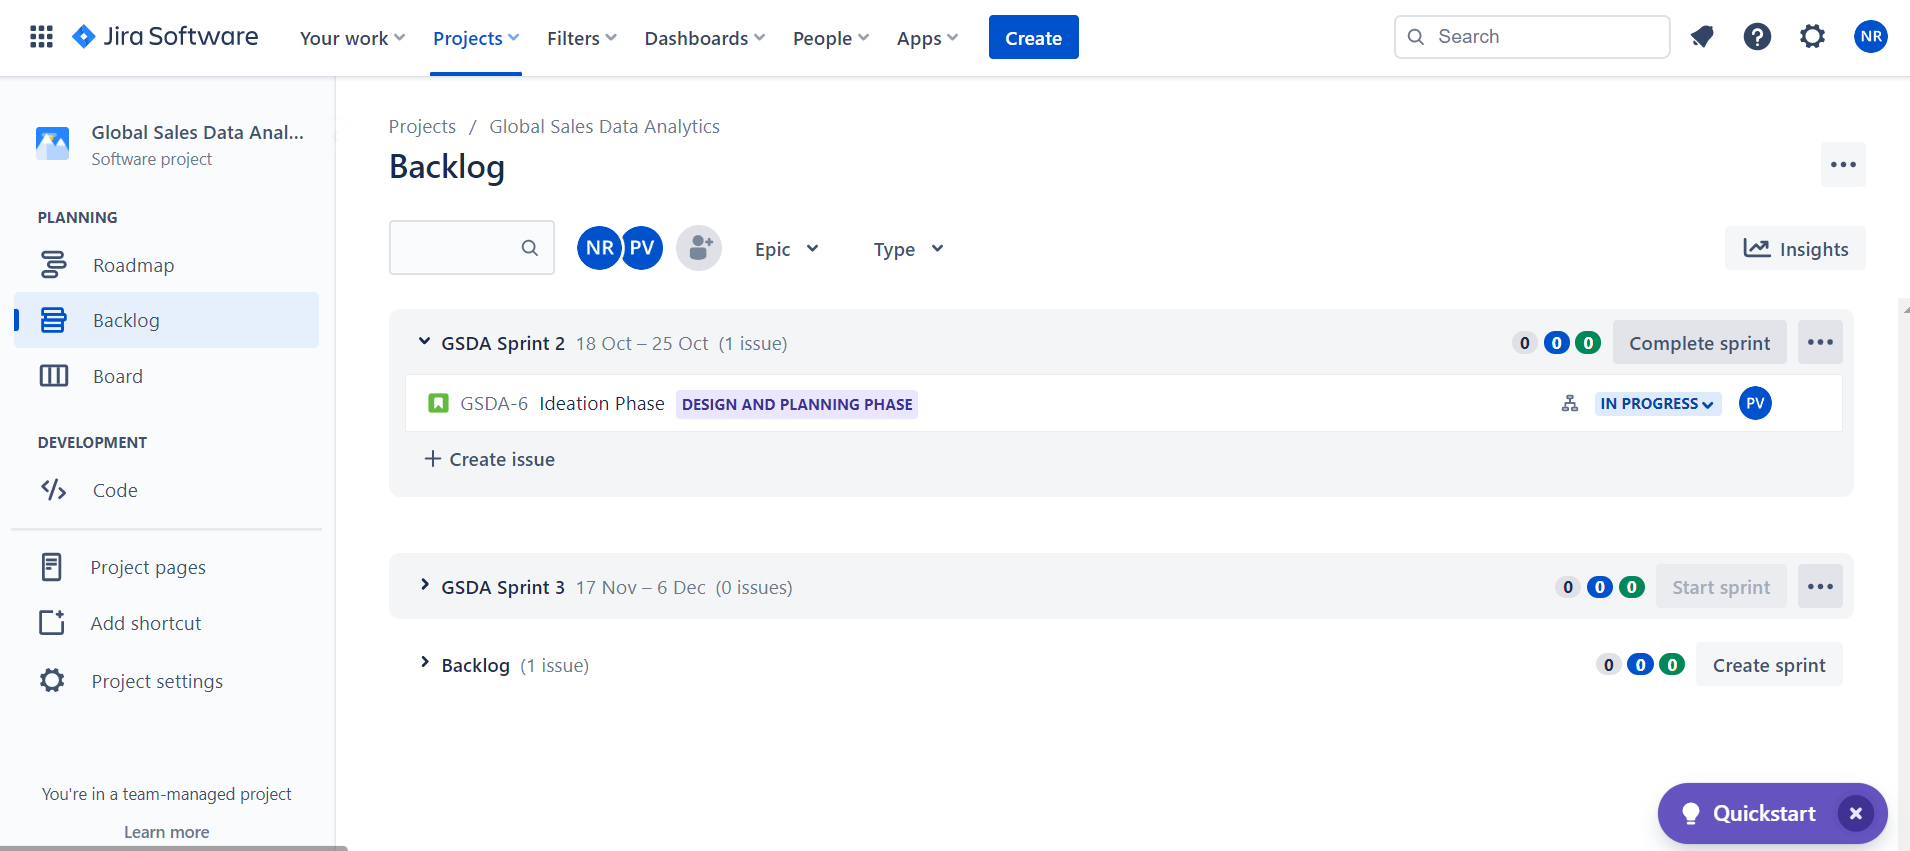 Jira Software Your work Projects Filters Dashboards People Apps Create Search NR
Global Sales Data Anal...
Software project
PLANNING
Roadmap
Backlog
Board
DEVELOPMENT
Code
Project pages
Add shortcut
Project settings
You're in a team-managed project
Learn more
Projects / Global Sales Data Analytics
Backlog
NR PV Epic Type Insights
GSDA Sprint 2 18 Oct – 25 Oct (1 issue) 0 0 0 Complete sprint
GSDA-6 Ideation Phase DESIGN AND PLANNING PHASE IN PROGRESS PV
+ Create issue
GSDA Sprint 3 17 Nov – 6 Dec (0 issues) 0 0 0 Start sprint
Backlog (1 issue) 0 0 0 Create sprint
Quickstart